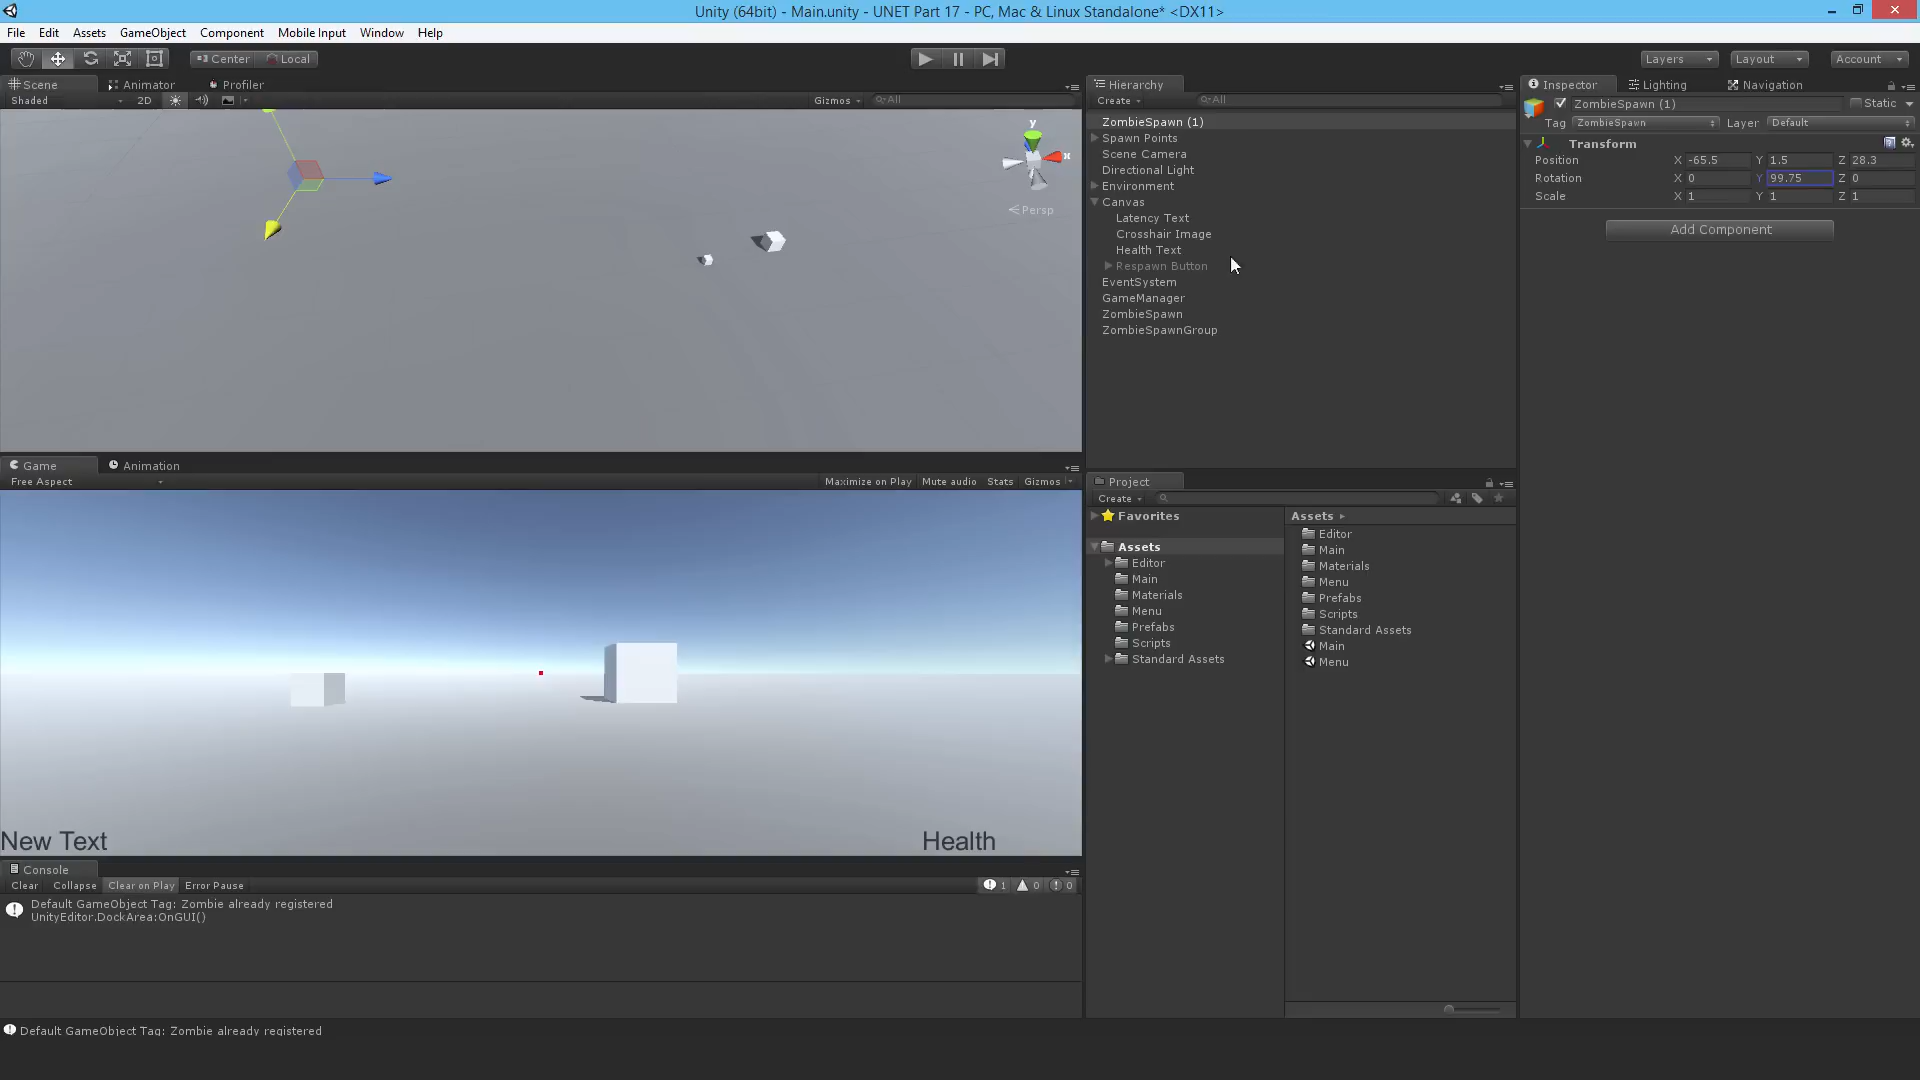 Unity (64bit) - Main.unity - UNET Part 17 - PC, Mac & Linux Standalone* <DX11>
File Edit Assets GameObject Component Mobile Input Window Help
Center Local Layers Layout Account
Scene Animator Profiler
Shaded 2D Gizmos All
y
x
Persp
Game Animation
Free Aspect Maximize on Play Mute audio Stats Gizmos
New Text Health
Console
Clear Collapse Clear on Play Error Pause 1 0 0
Default GameObject Tag: Zombie already registered
UnityEditor.DockArea:OnGUI()
Default GameObject Tag: Zombie already registered
Hierarchy
Create All
ZombieSpawn (1)
Spawn Points
Scene Camera
Directional Light
Environment
Canvas
Latency Text
Crosshair Image
Health Text
Respawn Button
EventSystem
GameManager
ZombieSpawn
ZombieSpawnGroup
Project
Create
Favorites
Assets
Editor
Main
Materials
Menu
Prefabs
Scripts
Standard Assets
Assets
Editor
Main
Materials
Menu
Prefabs
Scripts
Standard Assets
Main
Menu
Inspector Lighting Navigation
ZombieSpawn (1) Static
Tag ZombieSpawn Layer Default
Transform
Position X -65.5 Y 1.5 Z 28.3
Rotation X 0 Y 99.75 Z 0
Scale X 1 Y 1 Z 1
Add Component